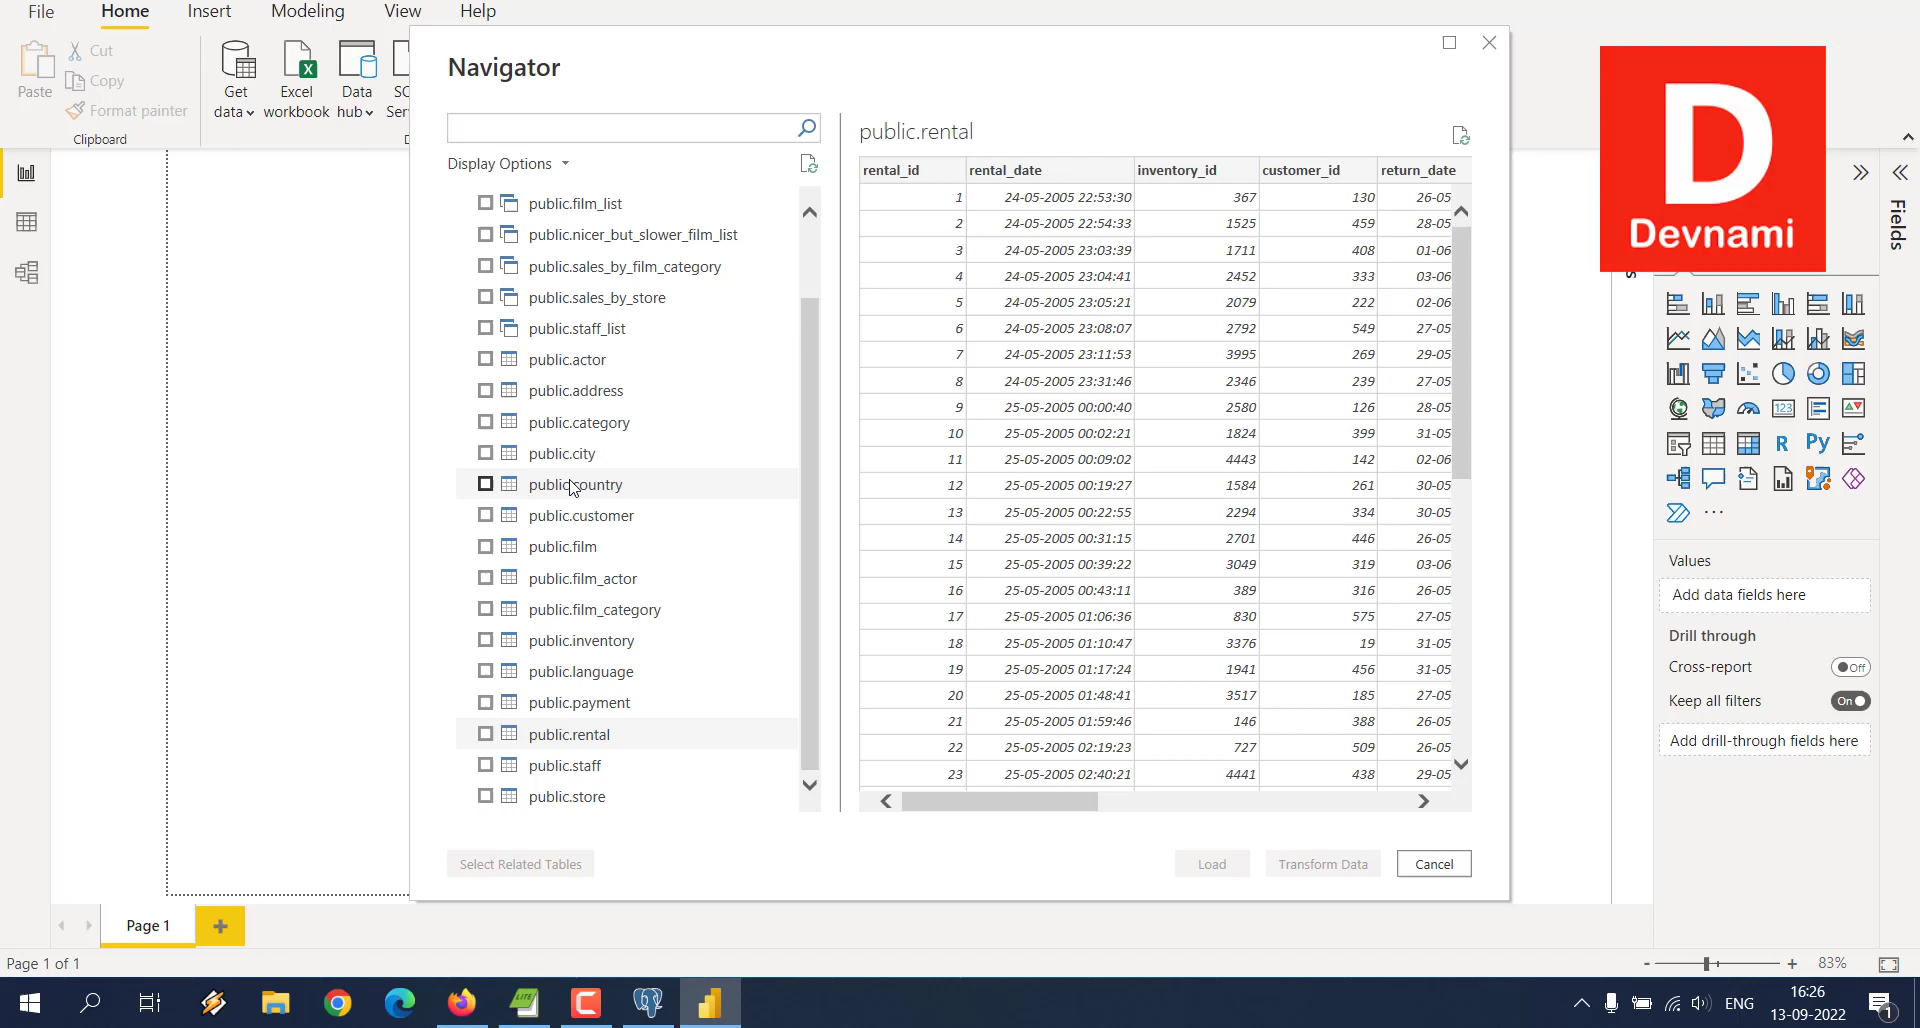 File
Home
Insert
Modeling
View
Help
Paste
Cut
Copy
Format painter
Clipboard
Get
data
Excel
workbook
Data
hub
Navigator
Display Options
public.film_list
public.nicer_but_slower_film_list
public.sales_by_film_category
public.sales_by_store
public.staff_list
public.actor
public.address
public.category
public.city
public.country
public.customer
public.film
public.film_actor
public.film_category
public.inventory
public.language
public.payment
public.rental
public.staff
public.store
Select Related Tables
public.rental
rental_id rental_date inventory_id customer_id return_date
1 24-05-2005 22:53:30 367 130 26-05
2 24-05-2005 22:54:33 1525 459 28-05
3 24-05-2005 23:03:39 1711 408 01-06
4 24-05-2005 23:04:41 2452 333 03-06
5 24-05-2005 23:05:21 2079 222 02-06
6 24-05-2005 23:08:07 2792 549 27-05
7 24-05-2005 23:11:53 3995 269 29-05
8 24-05-2005 23:31:46 2346 239 27-05
9 25-05-2005 00:00:40 2580 126 28-05
10 25-05-2005 00:02:21 1824 399 31-05
11 25-05-2005 00:09:02 4443 142 02-06
12 25-05-2005 00:19:27 1584 261 30-05
13 25-05-2005 00:22:55 2294 334 30-05
14 25-05-2005 00:31:15 2701 446 26-05
15 25-05-2005 00:39:22 3049 319 03-06
16 25-05-2005 00:43:11 389 316 26-05
17 25-05-2005 01:06:36 830 575 27-05
18 25-05-2005 01:10:47 3376 19 31-05
19 25-05-2005 01:17:24 1941 456 31-05
20 25-05-2005 01:48:41 3517 185 27-05
21 25-05-2005 01:59:46 146 388 26-05
22 25-05-2005 02:19:23 727 509 26-05
23 25-05-2005 02:40:21 4441 438 29-05
Load
Transform Data
Cancel
D
Devnami
Fields
123
R
Py
Values
Add data fields here
Drill through
Cross-report
Off
Keep all filters
On
Add drill-through fields here
Page 1
Page 1 of 1
83%
LITE
ENG
16:26
13-09-2022
1